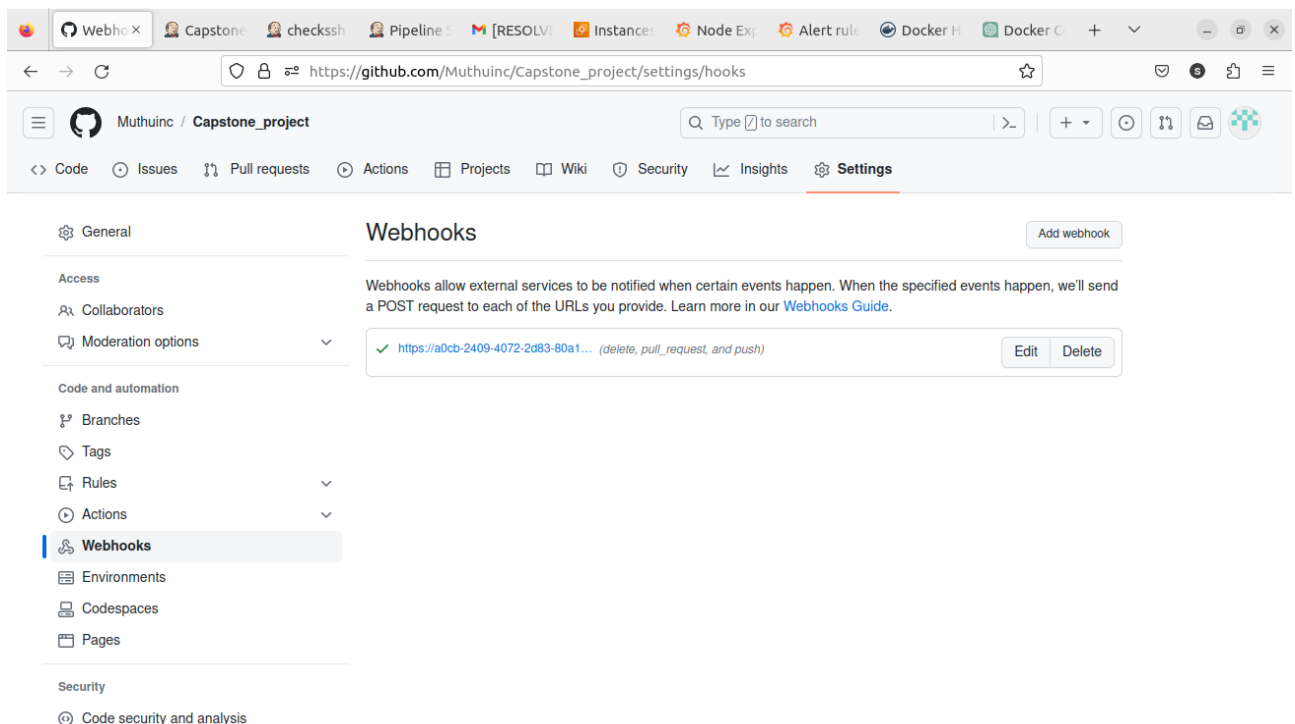 Webho Capstone checkssh Pipeline S [RESOLVE Instances Node Exp Alert rule Docker H Docker C
https://github.com/Muthuinc/Capstone_project/settings/hooks
Muthuinc / Capstone_project
Type / to search
<> Code Issues Pull requests Actions Projects Wiki Security Insights Settings
General
Access
Collaborators
Moderation options
Code and automation
Branches
Tags
Rules
Actions
Webhooks
Environments
Codespaces
Pages
Security
Code security and analysis
Webhooks
Add webhook
Webhooks allow external services to be notified when certain events happen. When the specified events happen, we'll send
a POST request to each of the URLs you provide. Learn more in our Webhooks Guide.
https://a0cb-2409-4072-2d83-80a1... (delete, pull_request, and push)
Edit Delete